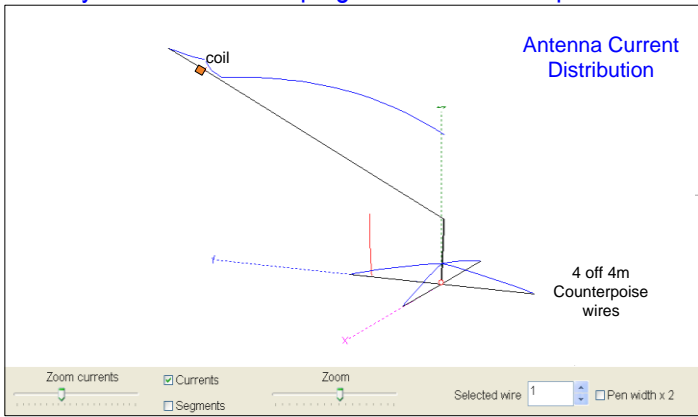 coil
Antenna Current
Distribution
4 off 4m
Counterpoise
wires
X
Zoom currents
Currents
Segments
Zoom
Selected wire 1
Pen width x 2